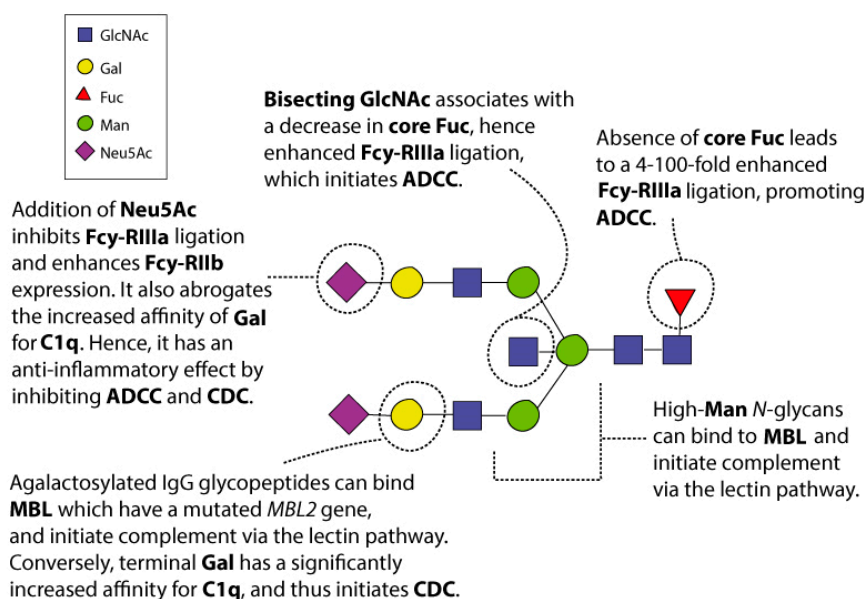 GlcNAc
Gal
Fuc
Man
Neu5Ac
Bisecting GlcNAc associates with
a decrease in core Fuc, hence
enhanced Fcy-RIIIa ligation,
which initiates ADCC.
Absence of core Fuc leads
to a 4-100-fold enhanced
Fcy-RIIIa ligation, promoting
ADCC.
Addition of Neu5Ac
inhibits Fcy-RIIIa ligation
and enhances Fcy-RIIb
expression. It also abrogates
the increased affinity of Gal
for C1q. Hence, it has an
anti-inflammatory effect by
inhibiting ADCC and CDC.
High-Man N-glycans
can bind to MBL and
initiate complement
via the lectin pathway.
Agalactosylated IgG glycopeptides can bind
MBL which have a mutated MBL2 gene,
and initiate complement via the lectin pathway.
Conversely, terminal Gal has a significantly
increased affinity for C1q, and thus initiates CDC.